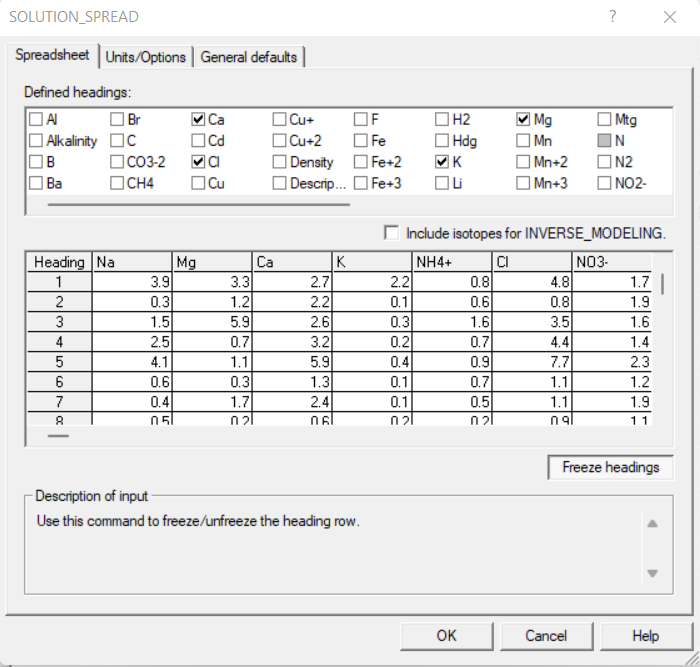 SOLUTION_SPREAD ?
Spreadsheet Units/Options General defaults
Defined headings:
Al Br Ca Cu+ F H2 Mg Mtg
Alkalinity C Cd Cu+2 Fe Hdg Mn N
B CO3-2 Cl Density Fe+2 K Mn+2 N2
Ba CH4 Cu Descrip... Fe+3 Li Mn+3 NO2-
Include isotopes for INVERSE_MODELING.
Heading Na Mg Ca K NH4+ Cl NO3-
1 3.9 3.3 2.7 2.2 0.8 4.8 1.7
2 0.3 1.2 2.2 0.1 0.6 0.8 1.9
3 1.5 5.9 2.6 0.3 1.6 3.5 1.6
4 2.5 0.7 3.2 0.2 0.7 4.4 1.4
5 4.1 1.1 5.9 0.4 0.9 7.7 2.3
6 0.6 0.3 1.3 0.1 0.7 1.1 1.2
7 0.4 1.7 2.4 0.1 0.5 1.1 1.9
8 0.5 0.2 0.6 0.2 0.2 0.9 1.1
Freeze headings
Description of input
Use this command to freeze/unfreeze the heading row.
OK Cancel Help